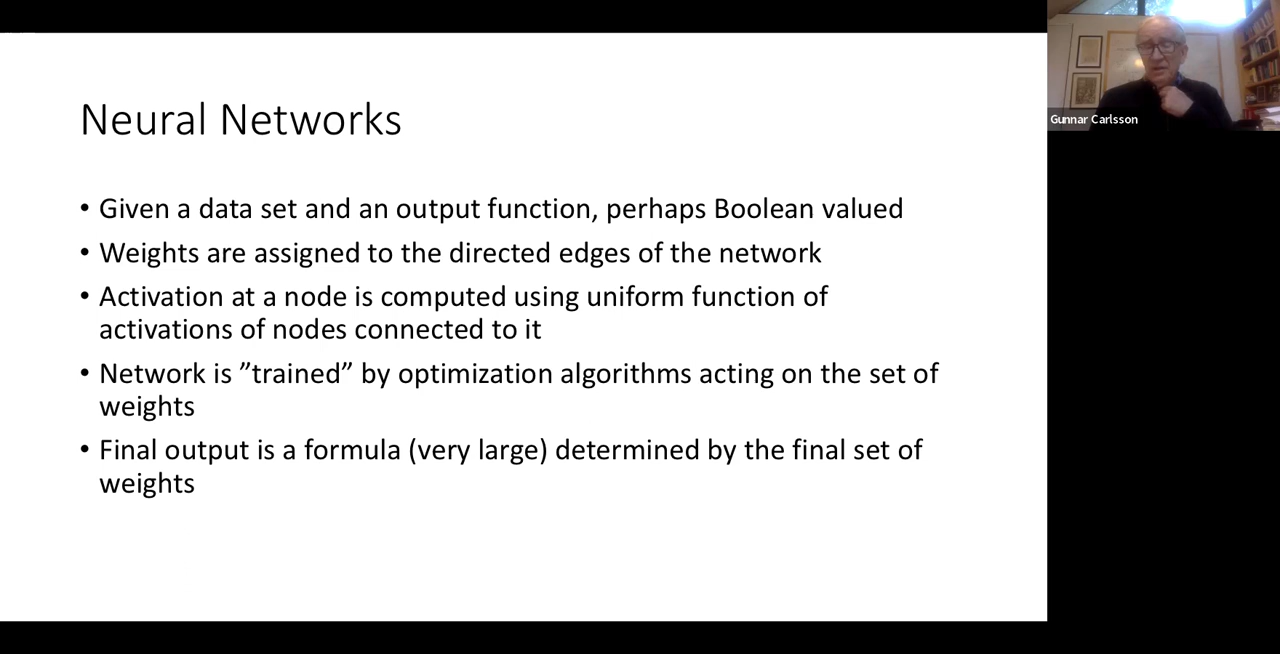 Neural Networks
• Given a data set and an output function, perhaps Boolean valued
• Weights are assigned to the directed edges of the network
• Activation at a node is computed using uniform function of
activations of nodes connected to it
• Network is ”trained” by optimization algorithms acting on the set of
weights
• Final output is a formula (very large) determined by the final set of
weights
Gunnar Carlsson